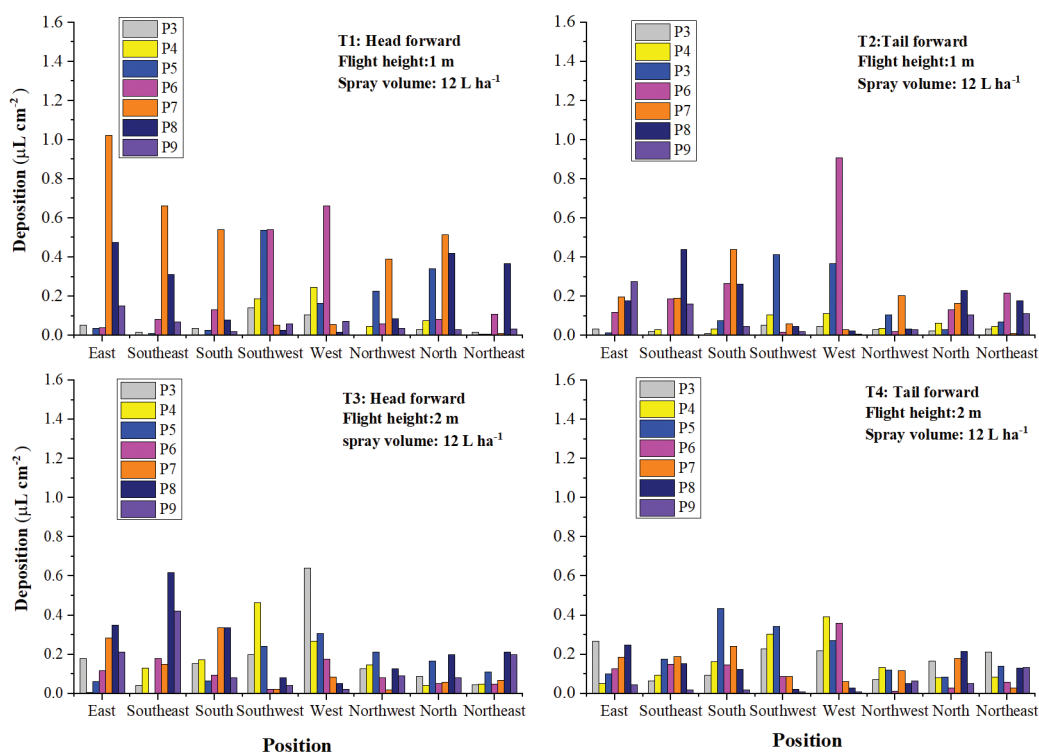 Deposition (μL cm⁻²)
1.6
1.4
1.2
1.0
0.8
0.6
0.4
0.2
0.0
P3
P4
P5
P6
P7
P8
P9
T1: Head forward
Flight height:1 m
Spray volume: 12 L ha⁻¹
East Southeast South Southwest West Northwest North Northeast
1.6
1.4
1.2
1.0
0.8
0.6
0.4
0.2
0.0
P3
P4
P3
P6
P7
P8
P9
T2:Tail forward
Flight height:1 m
Spray volume: 12 L ha⁻¹
East Southeast South Southwest West Northwest North Northeast
Deposition (μL cm⁻²)
1.6
1.4
1.2
1.0
0.8
0.6
0.4
0.2
0.0
P3
P4
P5
P6
P7
P8
P9
T3: Head forward
Flight height:2 m
spray volume: 12 L ha⁻¹
East Southeast South Southwest West Northwest North Northeast
Position
1.6
1.4
1.2
1.0
0.8
0.6
0.4
0.2
0.0
P3
P4
P5
P6
P7
P8
P9
T4: Tail forward
Flight height:2 m
Spray volume: 12 L ha⁻¹
East Southeast South Southwest West Northwest North Northeast
Position